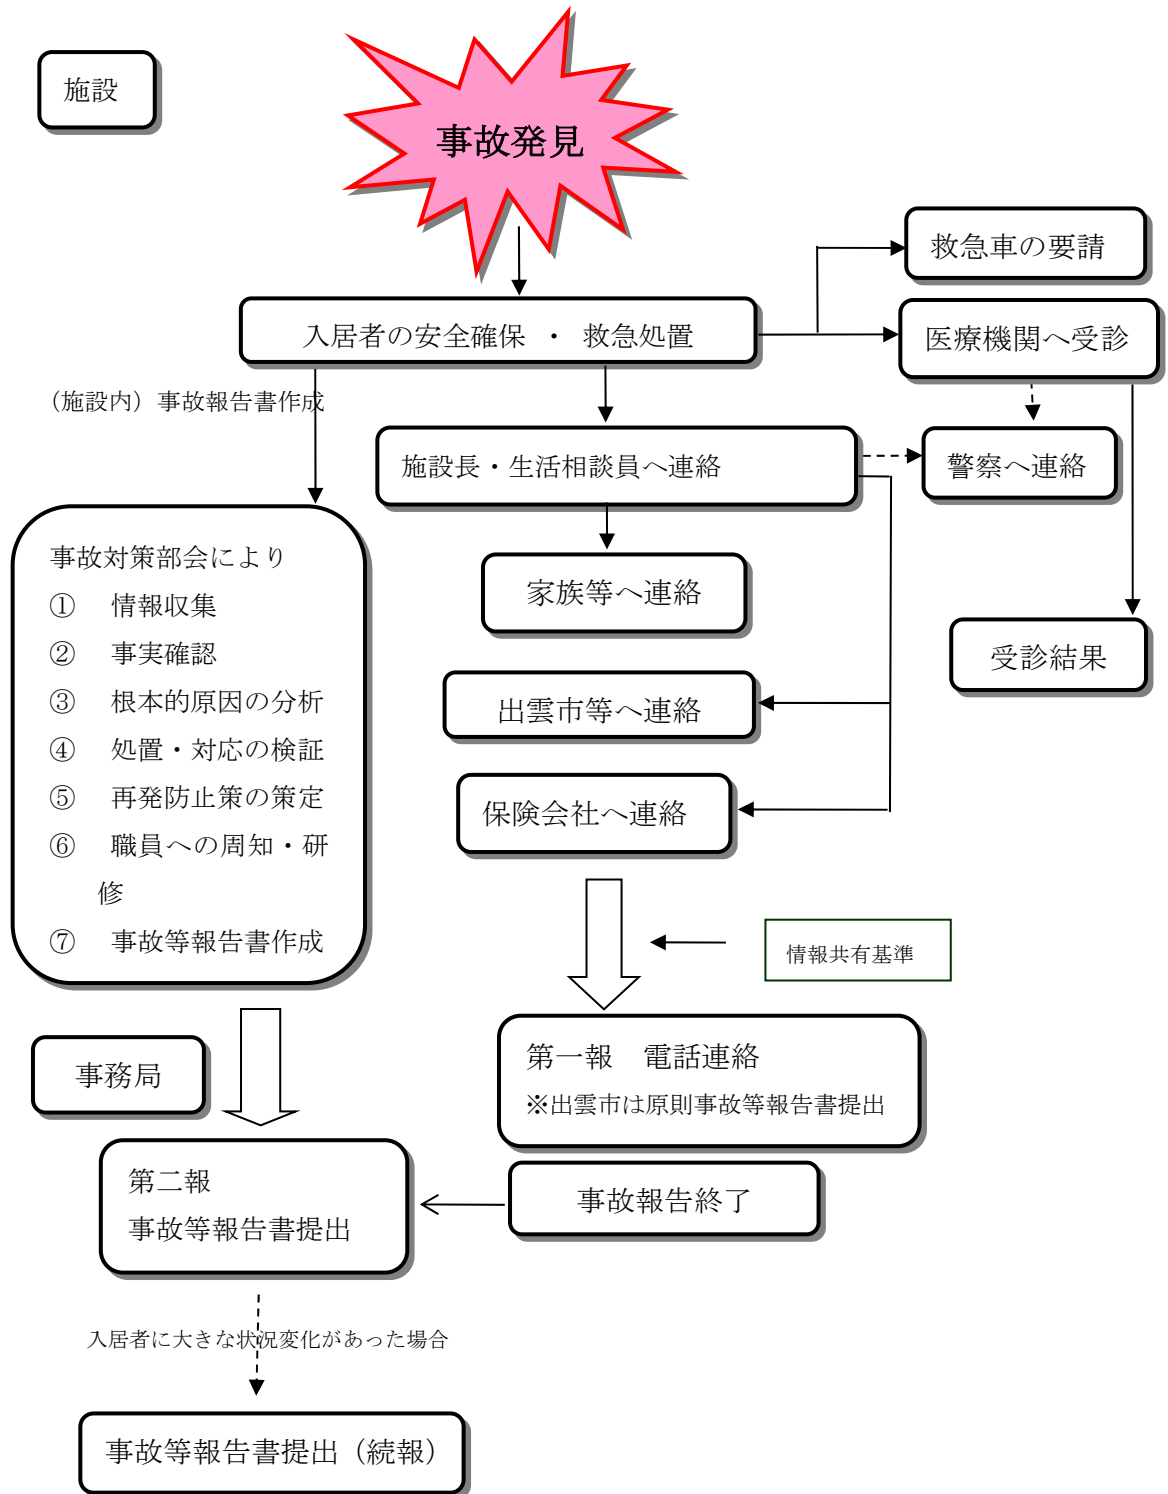 施設
事故発見
救急車の要請
入居者の安全確保 ・ 救急処置
医療機関へ受診
（施設内）事故報告書作成
施設長・生活相談員へ連絡
警察へ連絡
事故対策部会により
① 情報収集
② 事実確認
③ 根本的原因の分析
④ 処置・対応の検証
⑤ 再発防止策の策定
⑥ 職員への周知・研
修
⑦ 事故等報告書作成
家族等へ連絡
受診結果
出雲市等へ連絡
保険会社へ連絡
情報共有基準
事務局
第一報 電話連絡
※出雲市は原則事故等報告書提出
第二報
事故等報告書提出
事故報告終了
入居者に大きな状況変化があった場合
事故等報告書提出（続報）